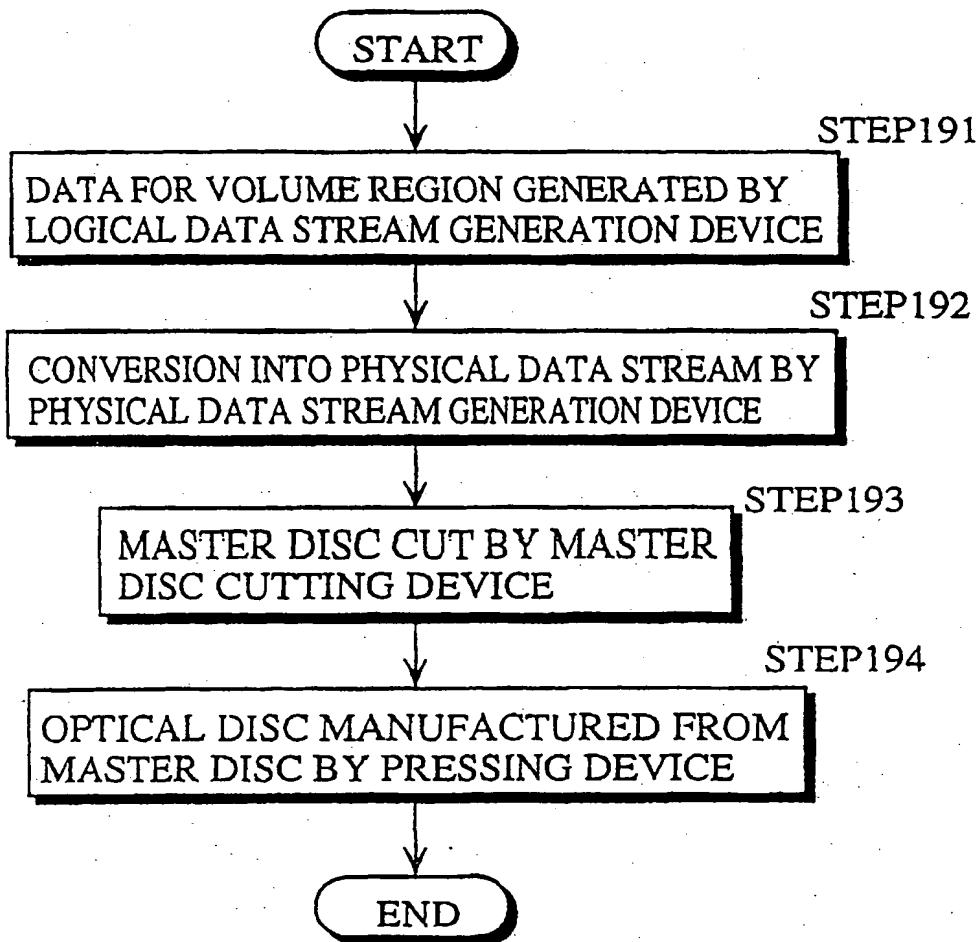 START
STEP191
DATA FOR VOLUME REGION GENERATED BY
LOGICAL DATA STREAM GENERATION DEVICE
STEP192
CONVERSION INTO PHYSICAL DATA STREAM BY
PHYSICAL DATA STREAM GENERATION DEVICE
STEP193
MASTER DISC CUT BY MASTER
DISC CUTTING DEVICE
STEP194
OPTICAL DISC MANUFACTURED FROM
MASTER DISC BY PRESSING DEVICE
END